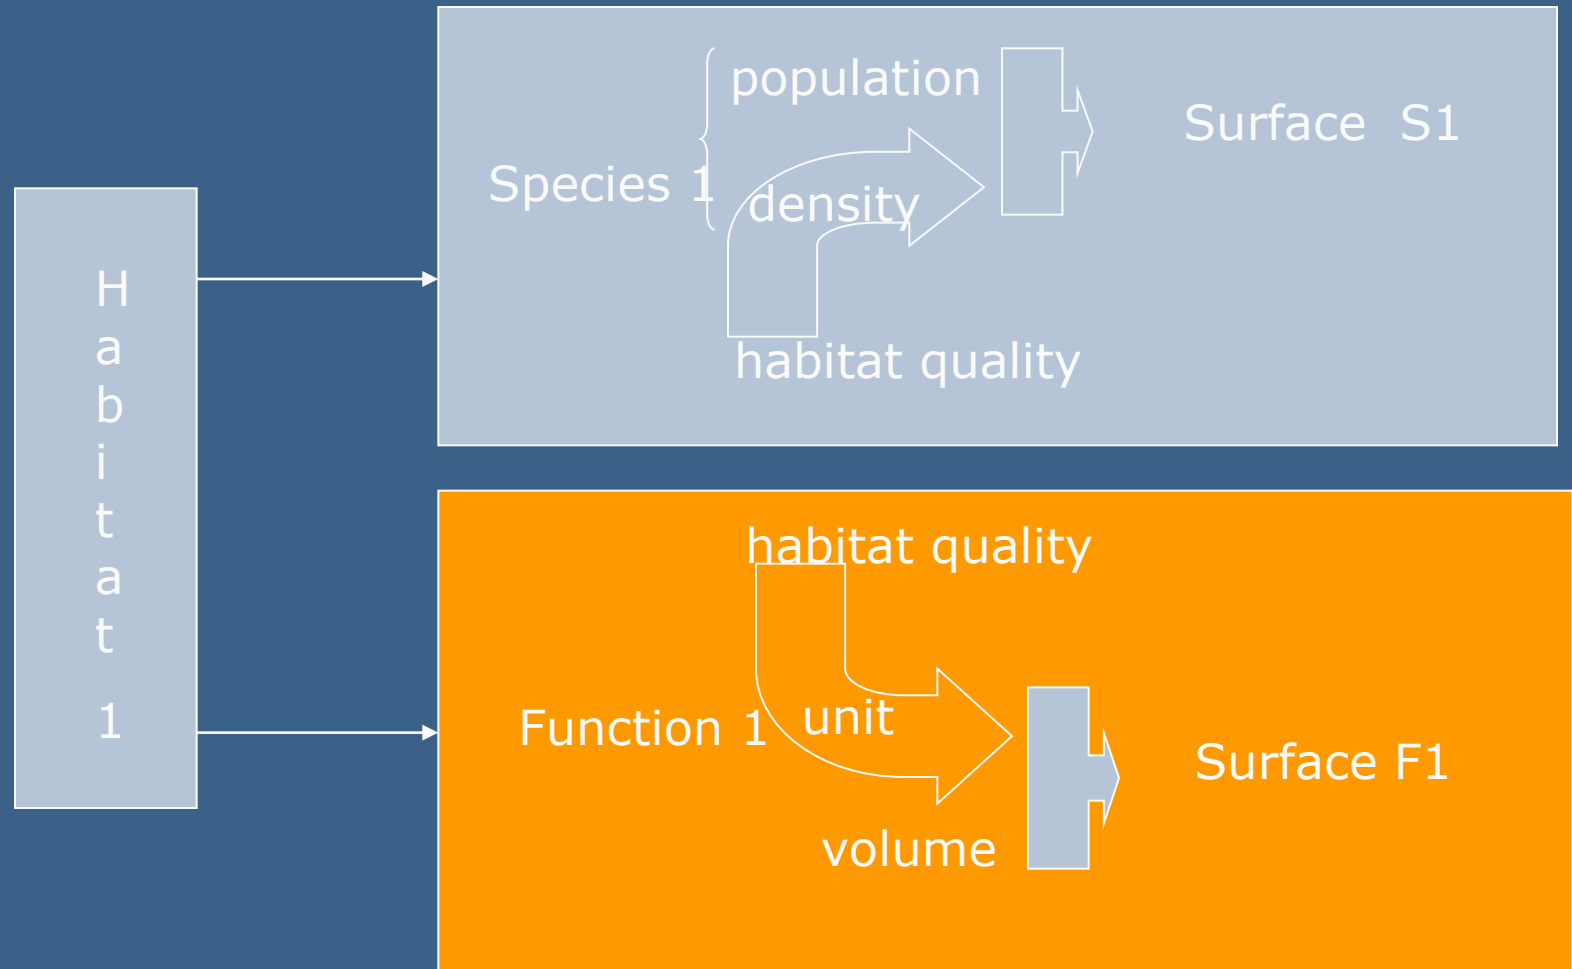 H
a
b
i
t
a
t
1
population
Surface S1
Species 1
density
habitat quality
habitat quality
Function 1
unit
Surface F1
volume